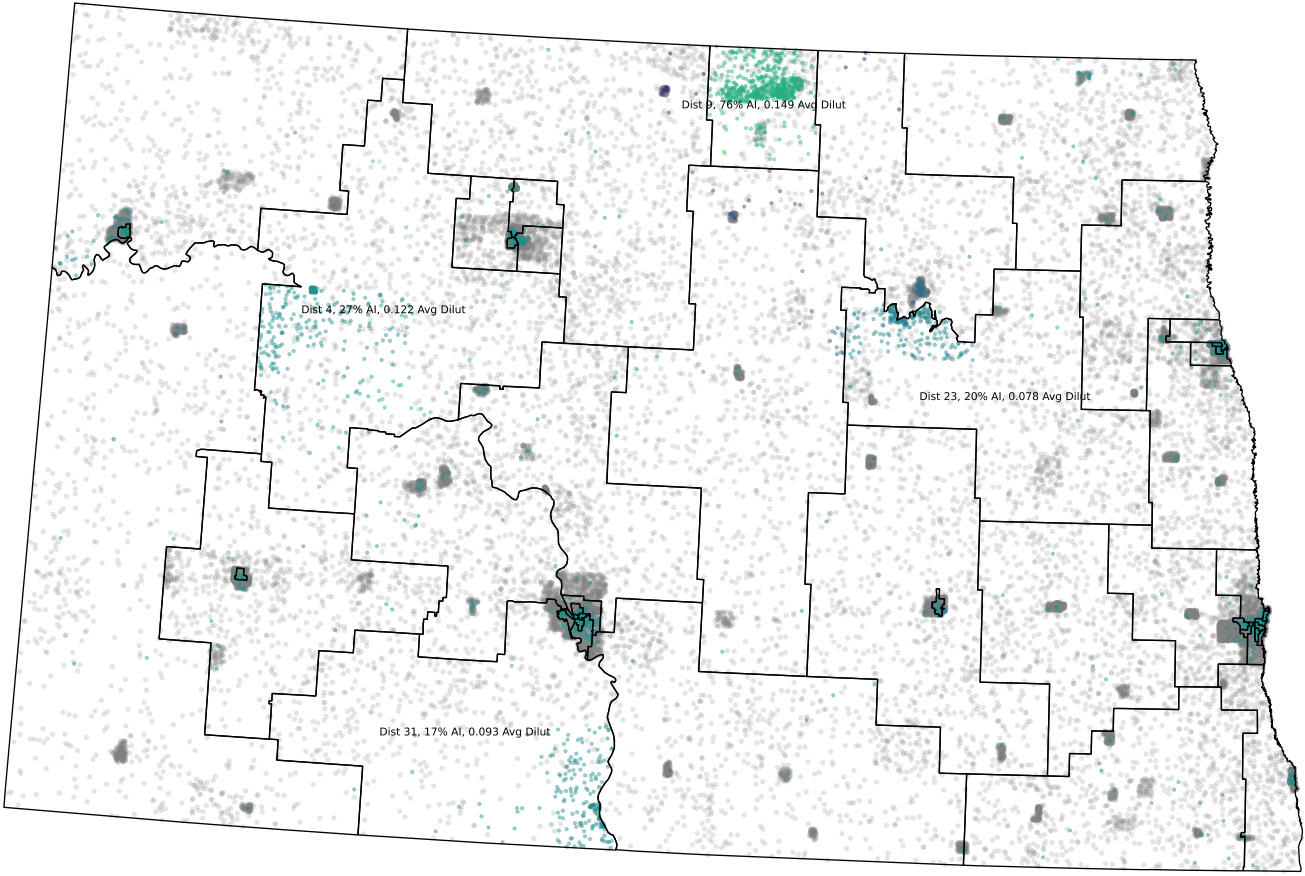 Dist 9, 76% AI, 0.149 Avg Dilut
Dist 4, 27% AI, 0.122 Avg Dilut
Dist 23, 20% AI, 0.078 Avg Dilut
Dist 31, 17% AI, 0.093 Avg Dilut